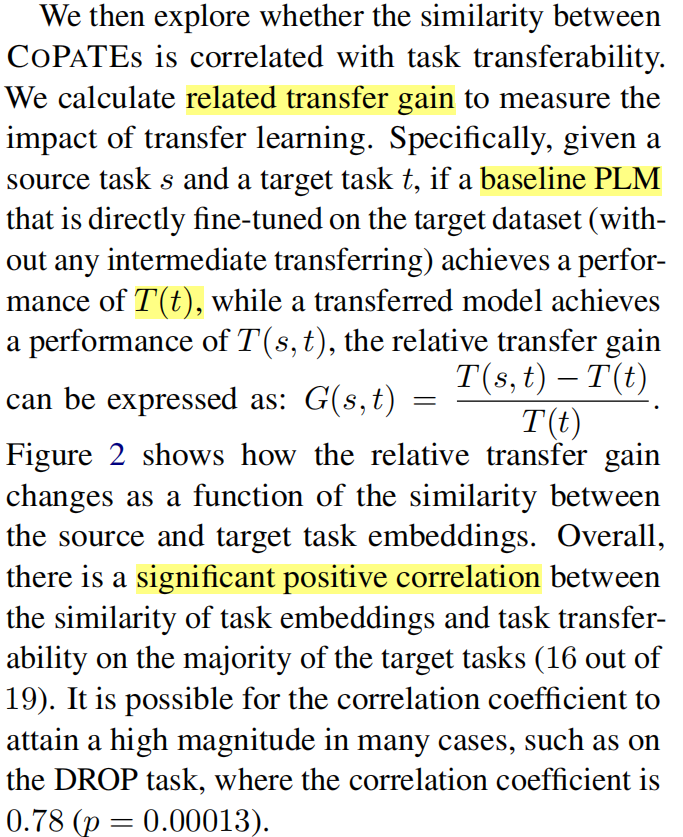 We then explore whether the similarity between
COPATEs is correlated with task transferability.
We calculate related transfer gain to measure the
impact of transfer learning. Specifically, given a
source task s and a target task t, if a baseline PLM
that is directly fine-tuned on the target dataset (with-
out any intermediate transferring) achieves a perfor-
mance of T(t), while a transferred model achieves
a performance of T(s, t), the relative transfer gain
can be expressed as: G(s, t) = \frac{T(s, t) − T(t)}{T(t)}.
Figure 2 shows how the relative transfer gain
changes as a function of the similarity between
the source and target task embeddings. Overall,
there is a significant positive correlation between
the similarity of task embeddings and task transfer-
ability on the majority of the target tasks (16 out of
19). It is possible for the correlation coefficient to
attain a high magnitude in many cases, such as on
the DROP task, where the correlation coefficient is
0.78 (p = 0.00013).